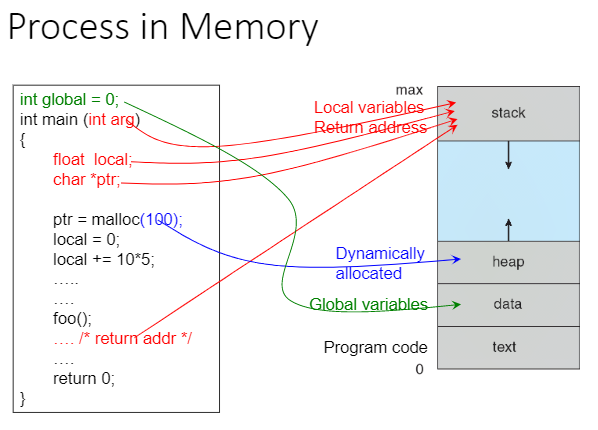 Process in Memory
int global = 0;
int main (int arg)
{
float local;
char *ptr;
ptr = malloc(100);
local = 0;
local += 10*5;
.....
....
foo();
.... /* return addr */
....
return 0;
}
max
Local variables
Return address
stack
Dynamically
allocated
heap
Global variables
data
Program code
text
0